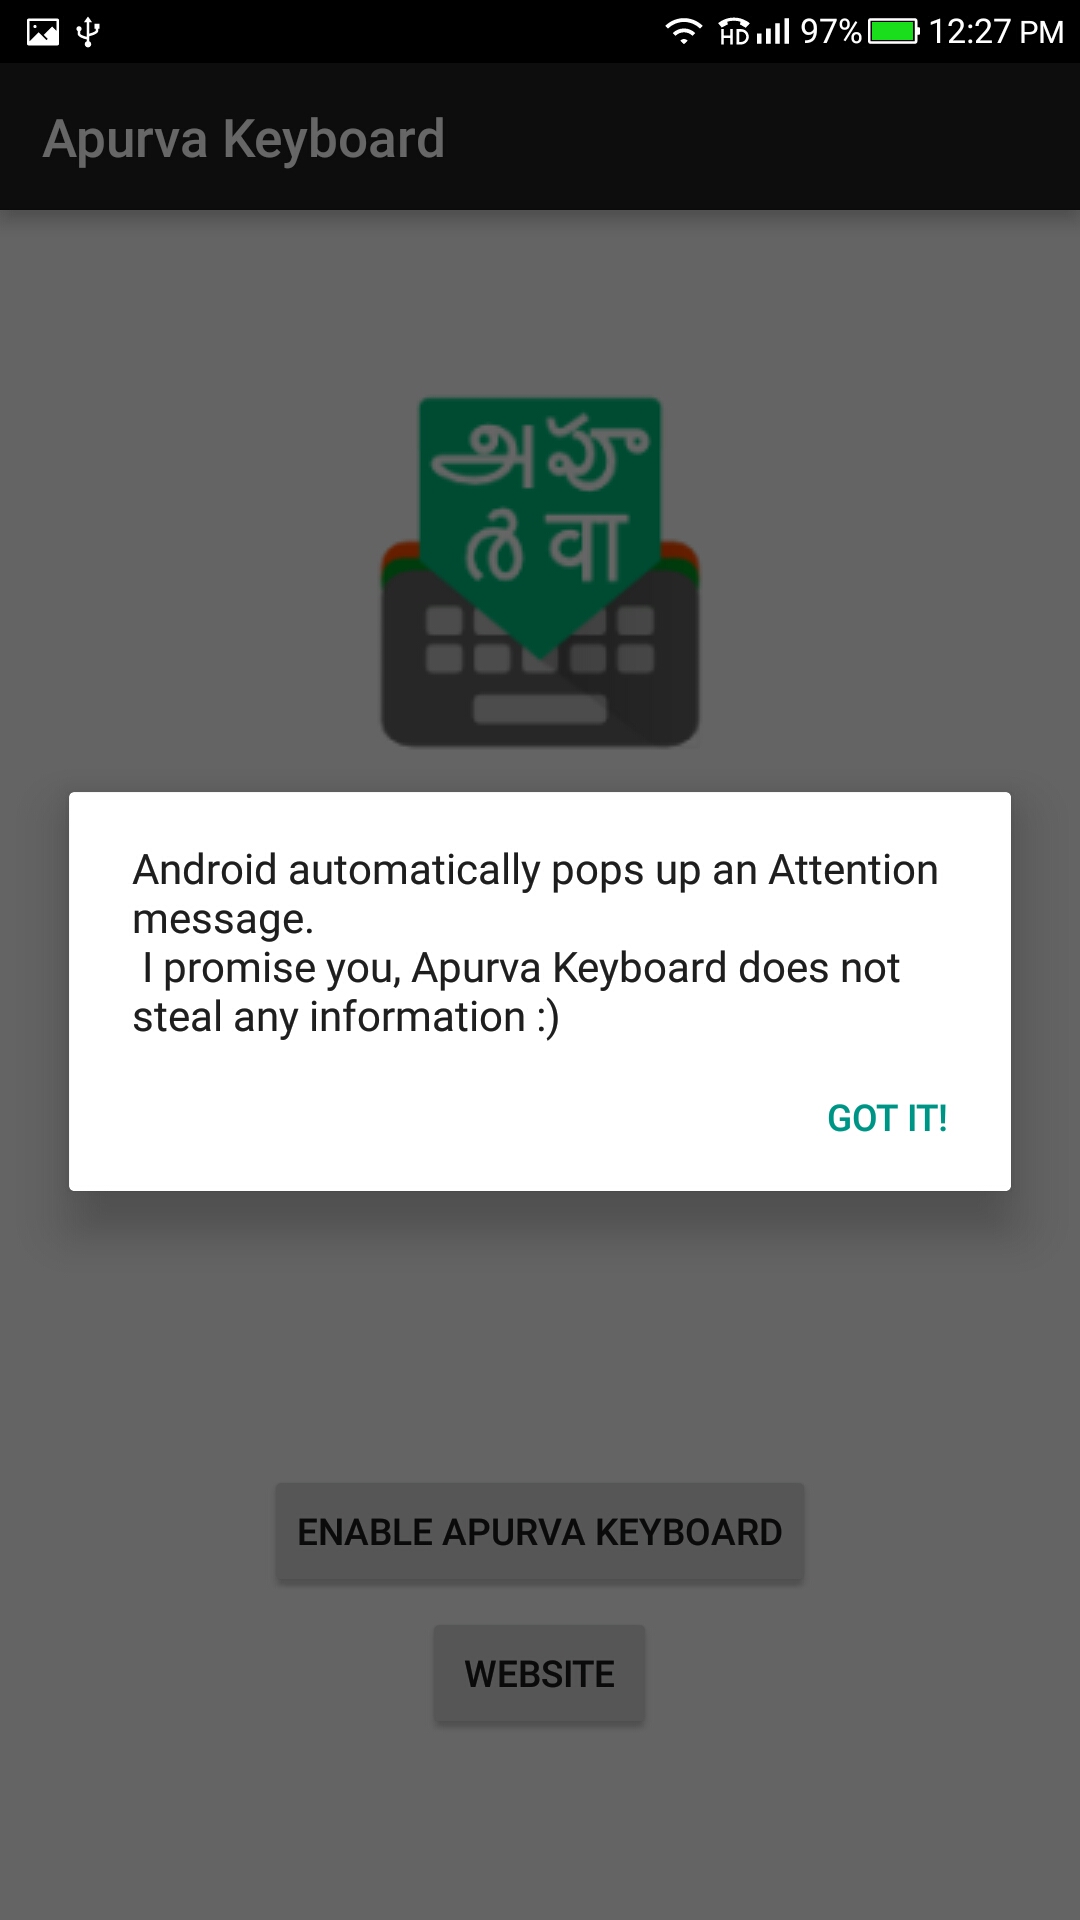 HD 97% 12:27 PM
Apurva Keyboard
அ పూ
ർ वा
Android automatically pops up an Attention
message.
I promise you, Apurva Keyboard does not
steal any information :)
GOT IT!
ENABLE APURVA KEYBOARD
WEBSITE